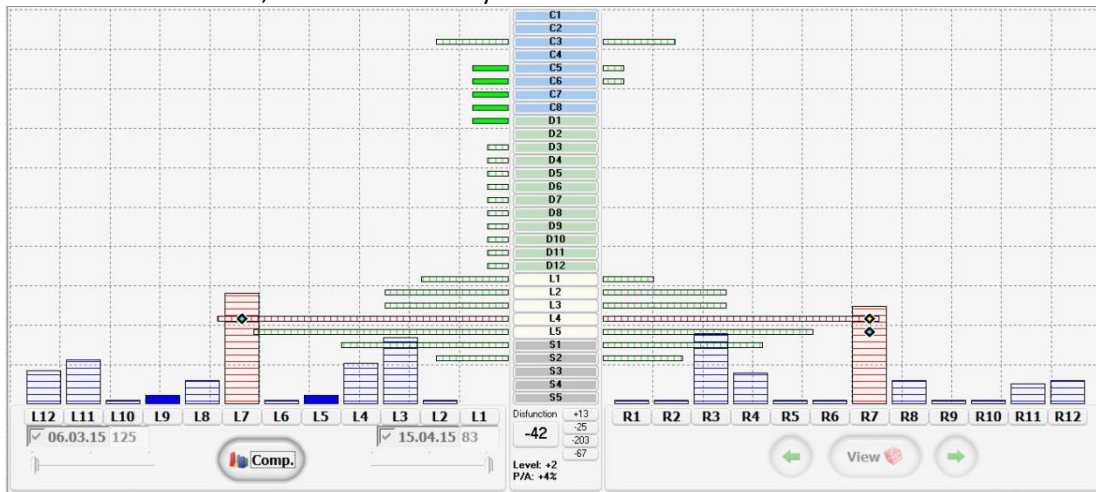 C1
C2
C3
C4
C5
C6
C7
C8
D1
D2
D3
D4
D5
D6
D7
D8
D9
D10
D11
D12
L1
L2
L3
L4
L5
S1
S2
S3
S4
S5
L12 L11 L10 L9 L8 L7 L6 L5 L4 L3 L2 L1
R1 R2 R3 R4 R5 R6 R7 R8 R9 R10 R11 R12
06.03.15 125
Comp.
15.04.15 83
Disfunction
-42
+13
-25
-203
-67
Level: +2
P/A: +4%
View